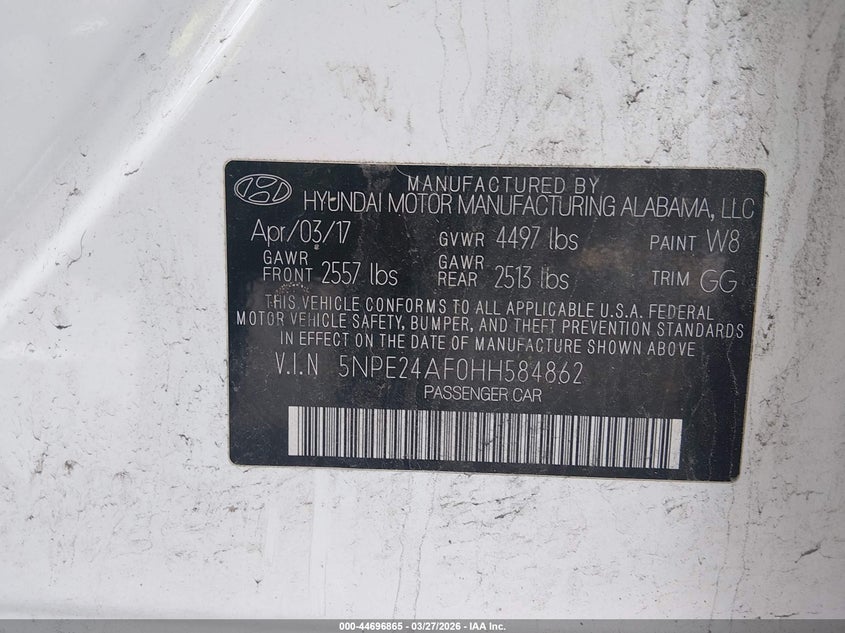 MANUFACTURED BY
HYUNDAI MOTOR MANUFACTURING ALABAMA, LLC
Apr/03/17 GVWR 4497 lbs PAINT W8
GAWR FRONT 2557 lbs GAWR REAR 2513 lbs TRIM GG
THIS VEHICLE CONFORMS TO ALL APPLICABLE U.S.A. FEDERAL
MOTOR VEHICLE SAFETY, BUMPER, AND THEFT PREVENTION STANDARDS
IN EFFECT ON THE DATE OF MANUFACTURE SHOWN ABOVE.
V.I.N 5NPE24AF0HH584862
PASSENGER CAR
000-44696865 - 03/27/2026 - IAA Inc.